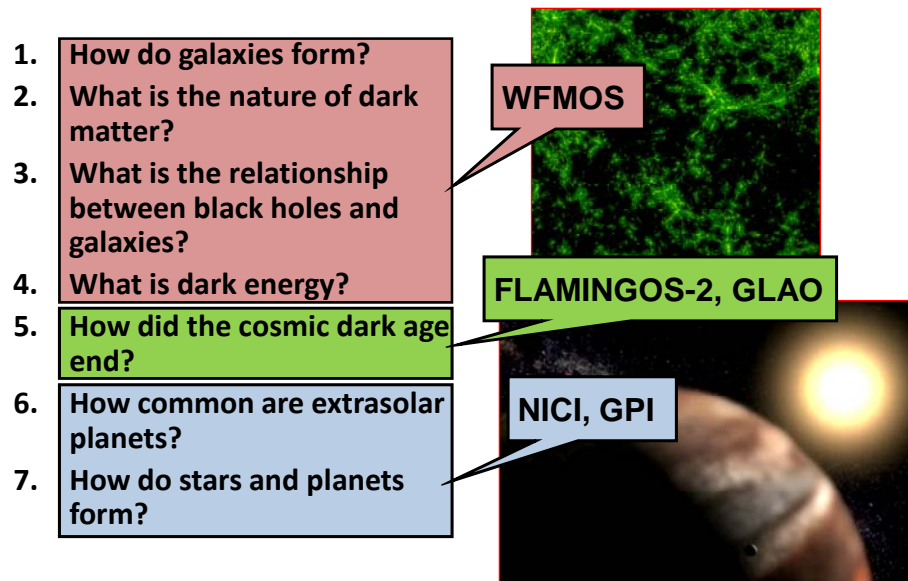 1. How do galaxies form?
2. What is the nature of dark
matter?
3. What is the relationship
between black holes and
galaxies?
4. What is dark energy?
5. How did the cosmic dark age
end?
6. How common are extrasolar
planets?
7. How do stars and planets
form?
WFMOS
FLAMINGOS-2, GLAO
NICI, GPI